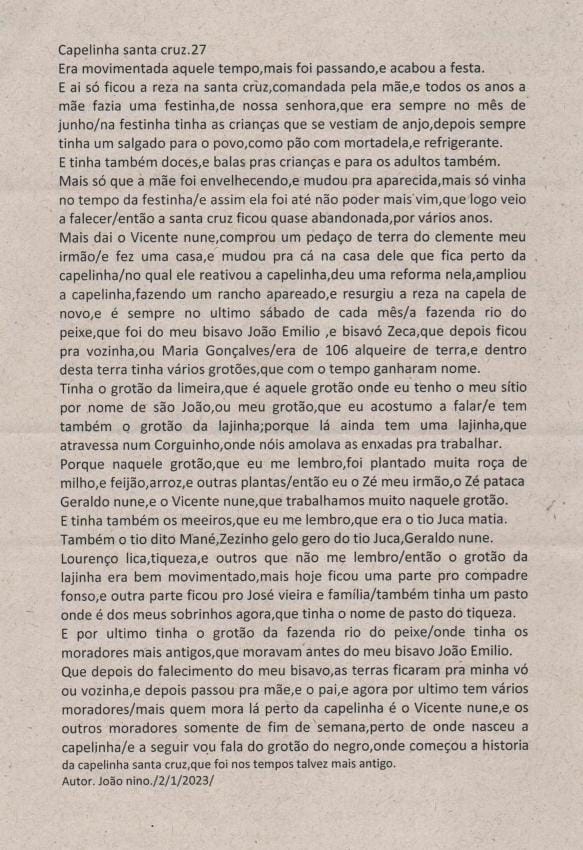 Capelinha santa cruz.27
Era movimentada aquele tempo,mais foi passando,e acabou a festa.
E ai só ficou a reza na santa cruz,comandada pela mãe,e todos os anos a
mãe fazia uma festinha,de nossa senhora,que era sempre no mês de
junho/na festinha tinha as crianças que se vestiam de anjo,depois sempre
tinha um salgado para o povo,como pão com mortadela,e refrigerante.
E tinha também doces,e balas pras crianças e para os adultos também.
Mais só que a mãe foi envelhecendo,e mudou pra aparecida,mais só vinha
no tempo da festinha/e assim ela foi até não poder mais vim,que logo veio
a falecer/então a santa cruz ficou quase abandonada,por vários anos.
Mais dai o Vicente nune,comprou um pedaço de terra do clemente meu
irmão/e fez uma casa,e mudou pra cá na casa dele que fica perto da
capelinha/no qual ele reativou a capelinha,deu uma reforma nela,ampliou
a capelinha,fazendo um rancho apareado,e resurgiu a reza na capela de
novo,e é sempre no ultimo sábado de cada mês/a fazenda rio do
peixe,que foi do meu bisavo João Emilio ,e bisavó Zeca,que depois ficou
pra vozinha,ou Maria Gonçalves/era de 106 alqueire de terra,e dentro
desta terra tinha vários grotões,que com o tempo ganharam nome.
Tinha o grotão da limeira,que é aquele grotão onde eu tenho o meu sítio
por nome de são João,ou meu grotão,que eu acostumo a falar/e tem
também o grotão da lajinha;porque lá ainda tem uma lajinha,que
atravessa num Corguinho,onde nóis amolava as enxadas pra trabalhar.
Porque naquele grotão,que eu me lembro,foi plantado muita roça de
milho,e feijão,arroz,e outras plantas/então eu o Zé meu irmão,o Zé pataca
Geraldo nune,e o Vicente nune,que trabalhamos muito naquele grotão.
E tinha também os meeiros,que eu me lembro,que era o tio Juca matia.
Também o tio dito Mané,Zezinho gelo gero do tio Juca,Geraldo nune.
Lourenço lica,tiqueza,e outros que não me lembro/então o grotão da
lajinha era bem movimentado,mais hoje ficou uma parte pro compadre
fonso,e outra parte ficou pro José vieira e família/também tinha um pasto
onde é dos meus sobrinhos agora,que tinha o nome de pasto do tiqueza.
E por ultimo tinha o grotão da fazenda rio do peixe/onde tinha os
moradores mais antigos,que moravam antes do meu bisavo João Emilio.
Que depois do falecimento do meu bisavo,as terras ficaram pra minha vó
ou vozinha,e depois passou pra mãe,e o pai,e agora por ultimo tem vários
moradores/mais quem mora lá perto da capelinha é o Vicente nune,e os
outros moradores somente de fim de semana,perto de onde nasceu a
capelinha/e a seguir vou fala do grotão do negro,onde começou a historia
da capelinha santa cruz,que foi nos tempos talvez mais antigo.
Autor. João nino./2/1/2023/